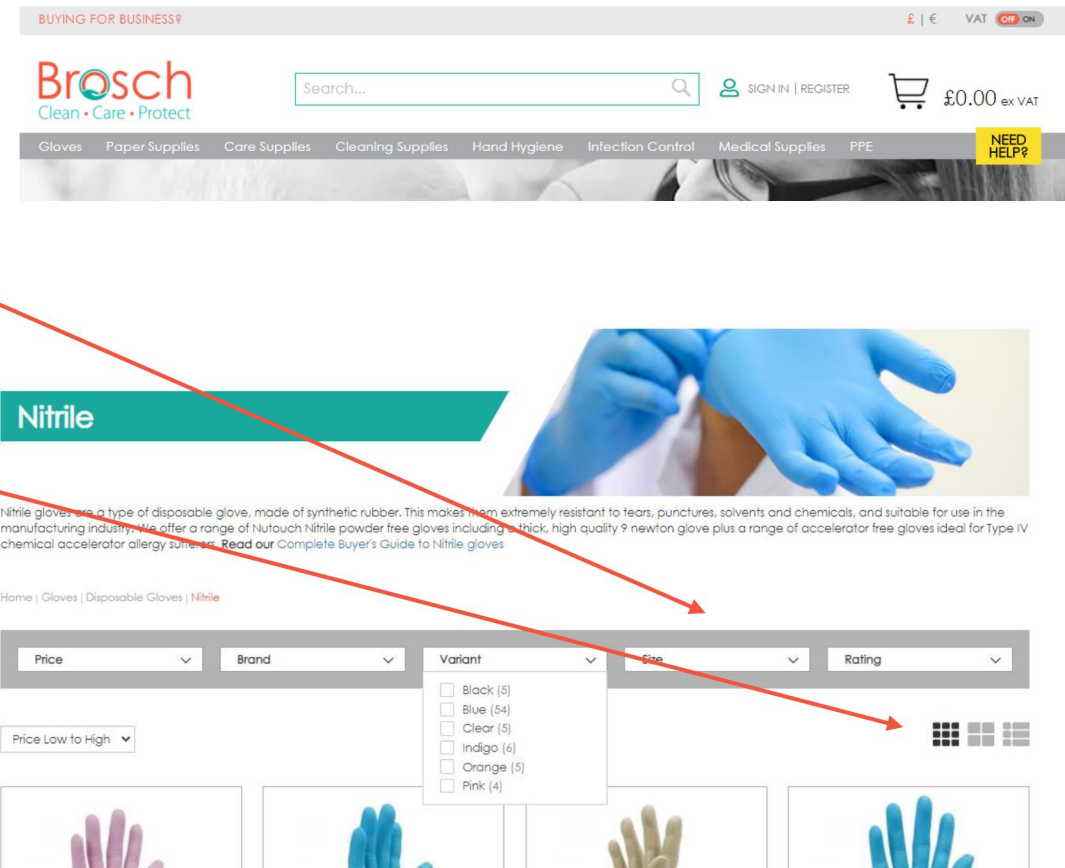 BUYING FOR BUSINESS?
£ | € VAT OFF ON
Brosch
Clean • Care • Protect
Search...
SIGN IN | REGISTER
£0.00 ex VAT
Gloves Paper Supplies Care Supplies Cleaning Supplies Hand Hygiene Infection Control Medical Supplies PPE
NEED
HELP?
Nitrile
Nitrile gloves are a type of disposable glove, made of synthetic rubber. This makes them extremely resistant to tears, punctures, solvents and chemicals, and suitable for use in the
manufacturing industry. We offer a range of Nutouch Nitrile powder free gloves including a thick, high quality 9 newton glove plus a range of accelerator free gloves ideal for Type IV
chemical accelerator allergy sufferers. Read our Complete Buyer's Guide to Nitrile gloves
Home | Gloves | Disposable Gloves | Nitrile
Price Brand Variant Size Rating
Black (5)
Blue (54)
Clear (5)
Indigo (6)
Orange (5)
Pink (4)
Price Low to High